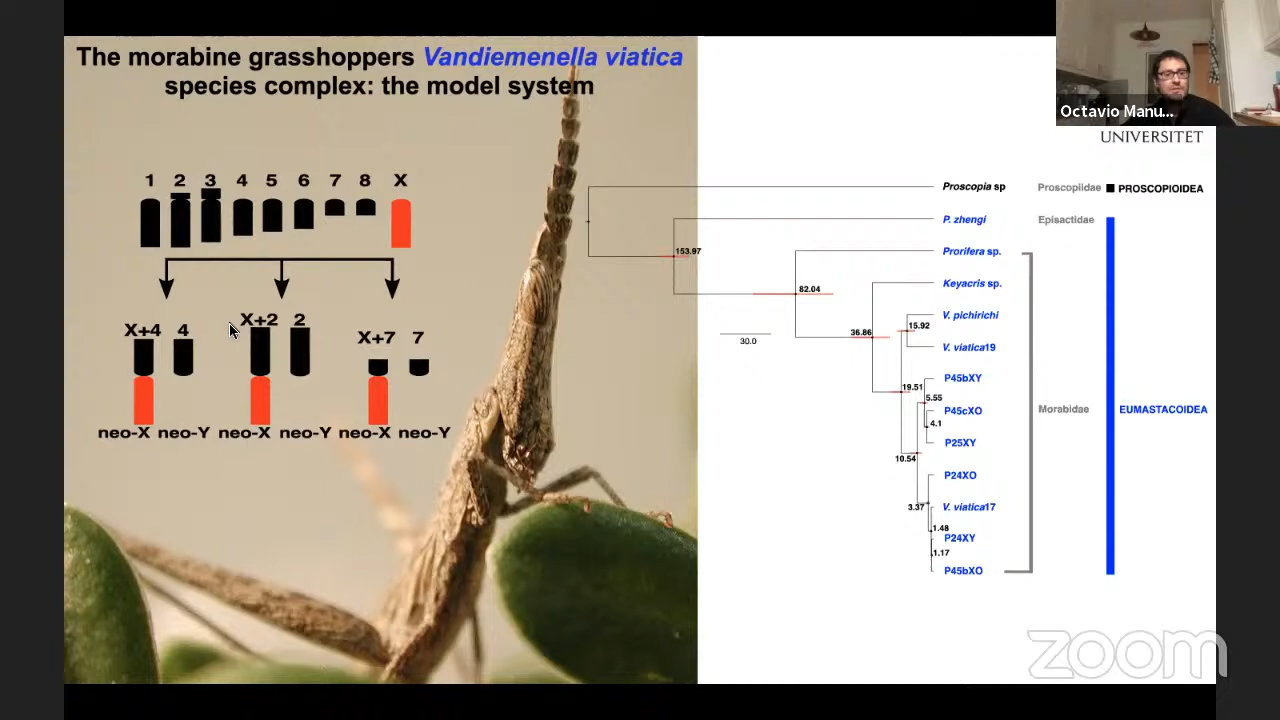 The morabine grasshoppers Vandiemenella viatica
species complex: the model system
1 2 3 4 5 6 7 8 X
X+4 4
X+2 2
X+7 7
neo-X neo-Y neo-X neo-Y neo-X neo-Y
Octavio Manu...
UNIVERSITET
Proscopia sp Proscopiidae PROSCOPIOIDEA
P. zhengi Episactidae
153.97
Prorifera sp.
82.04
Keyacris sp.
V. pichirichi
15.92
36.86
30.0
V. viatica19
P45bXY
19.51
5.55
P45cXO Morabidae EUMASTACOIDEA
4.1
P25XY
10.54
P24XO
3.37 V. viatica17
1.48
P24XY
1.17
P45bXO
zoom